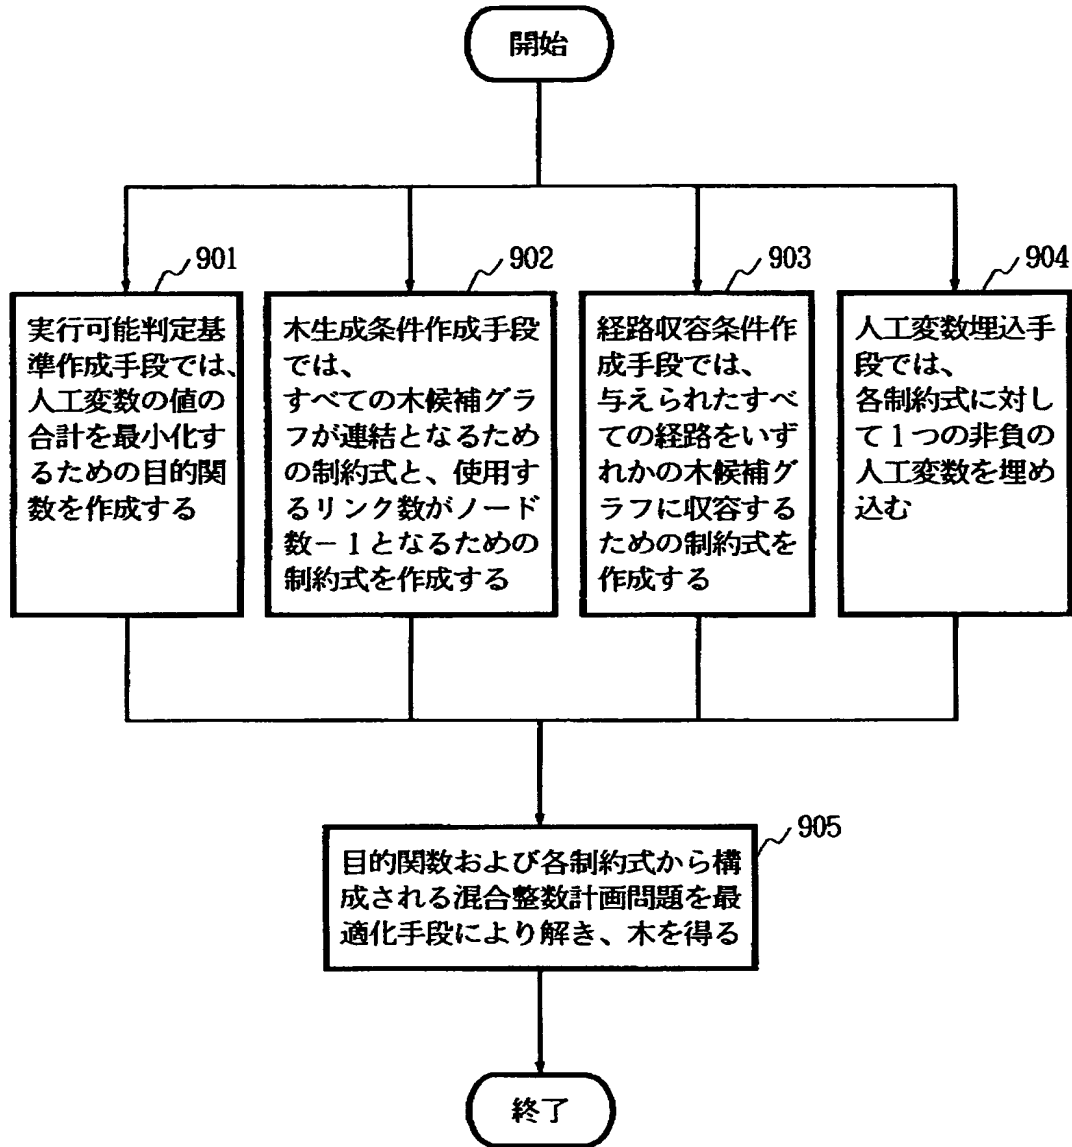 開始
901
実行可能判定基
準作成手段では、
人工変数の値の
合計を最小化す
るための目的関
数を作成する
902
木生成条件作成手段
では、
すべての木候補グラ
フが連結となるため
の制約式と、使用す
るリンク数がノード
数－1となるための
制約式を作成する
903
経路収容条件作
成手段では、
与えられたすべ
ての経路をいず
れかの木候補グ
ラフに収容する
ための制約式を
作成する
904
人工変数埋込手
段では、
各制約式に対し
て1つの非負の
人工変数を埋め
込む
905
目的関数および各制約式から構
成される混合整数計画問題を最
適化手段により解き、木を得る
終了